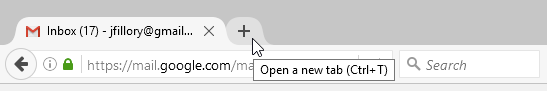 Inbox (17) - jfillory@gmail...
https://mail.google.com/ma
Search
Open a new tab (Ctrl+T)